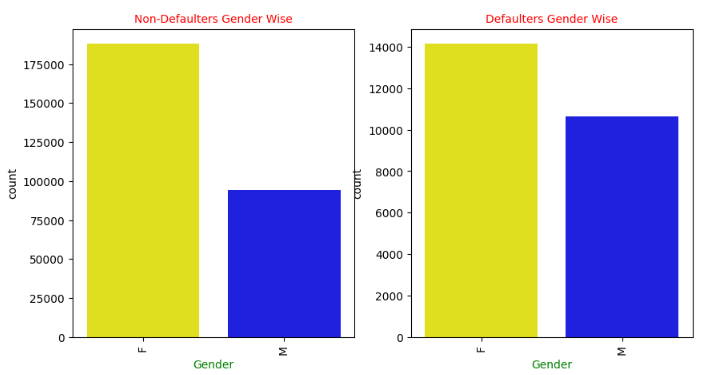 Non-Defaulters Gender Wise
175000
150000
125000
100000
75000
50000
25000
0
count
F
M
Gender
Defaulters Gender Wise
14000
12000
10000
8000
6000
4000
2000
0
count
F
M
Gender